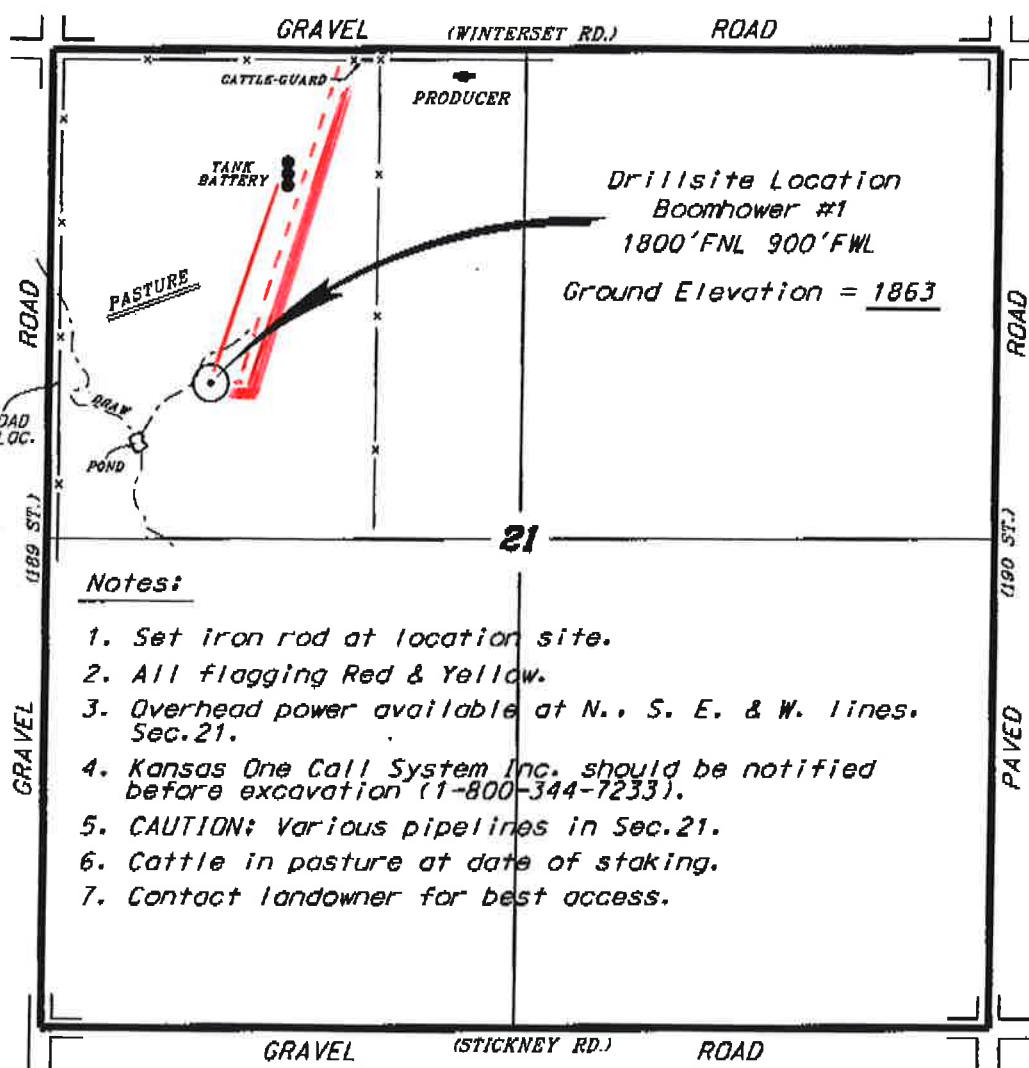 GRAVEL (WINTERSET RD.) ROAD
CATTLE-GUARD
PRODUCER
TANK
BATTERY
Drillsite Location
Boomhower #1
1800'FNL 900'FWL
Ground Elevation = 1863
PASTURE
ROAD
ROAD
DRAW
LOC.
POND
(189 ST.)
21
(190 ST.)
Notes:
1. Set iron rod at location site.
2. All flagging Red & Yellow.
3. Overhead power available at N., S. E. & W. lines.
Sec.21.
4. Kansas One Call System Inc. should be notified
before excavation (1-800-344-7233).
5. CAUTION: Various pipelines in Sec.21.
6. Cattle in pasture at date of staking.
7. Contact landowner for best access.
GRAVEL
PAVED
GRAVEL (STICKNEY RD.) ROAD